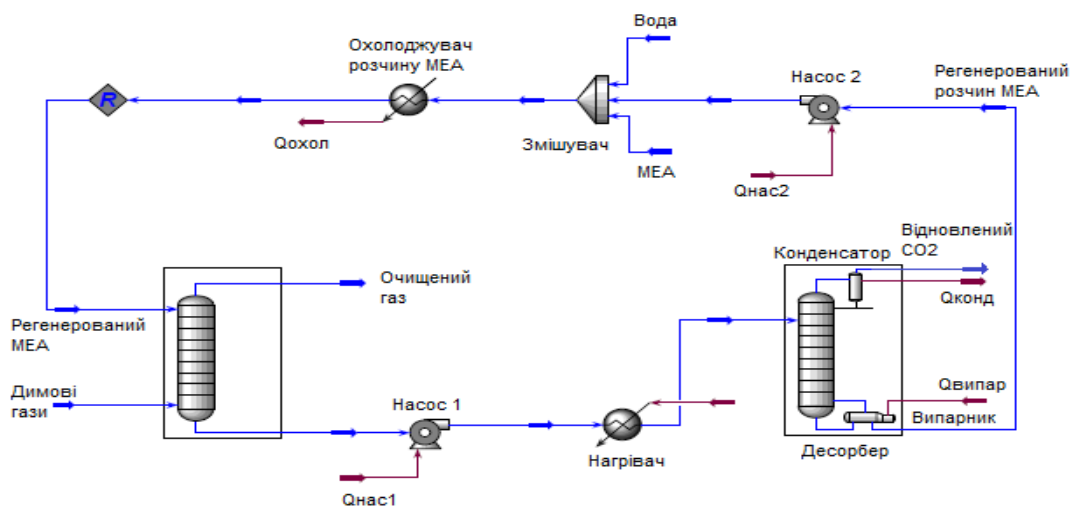 Вода
Охолоджувач
розчину МЕА
Насос 2
Регенерований
розчин МЕА
R
Qохол
Змішувач
МЕА
Qнас2
Відновлений
СО2
Конденсатор
Qконд
Очищений
газ
Регенерований
МЕА
Димові
гази
Насос 1
Qвипар
Випарник
Нагрівач
Десорбер
Qнас1